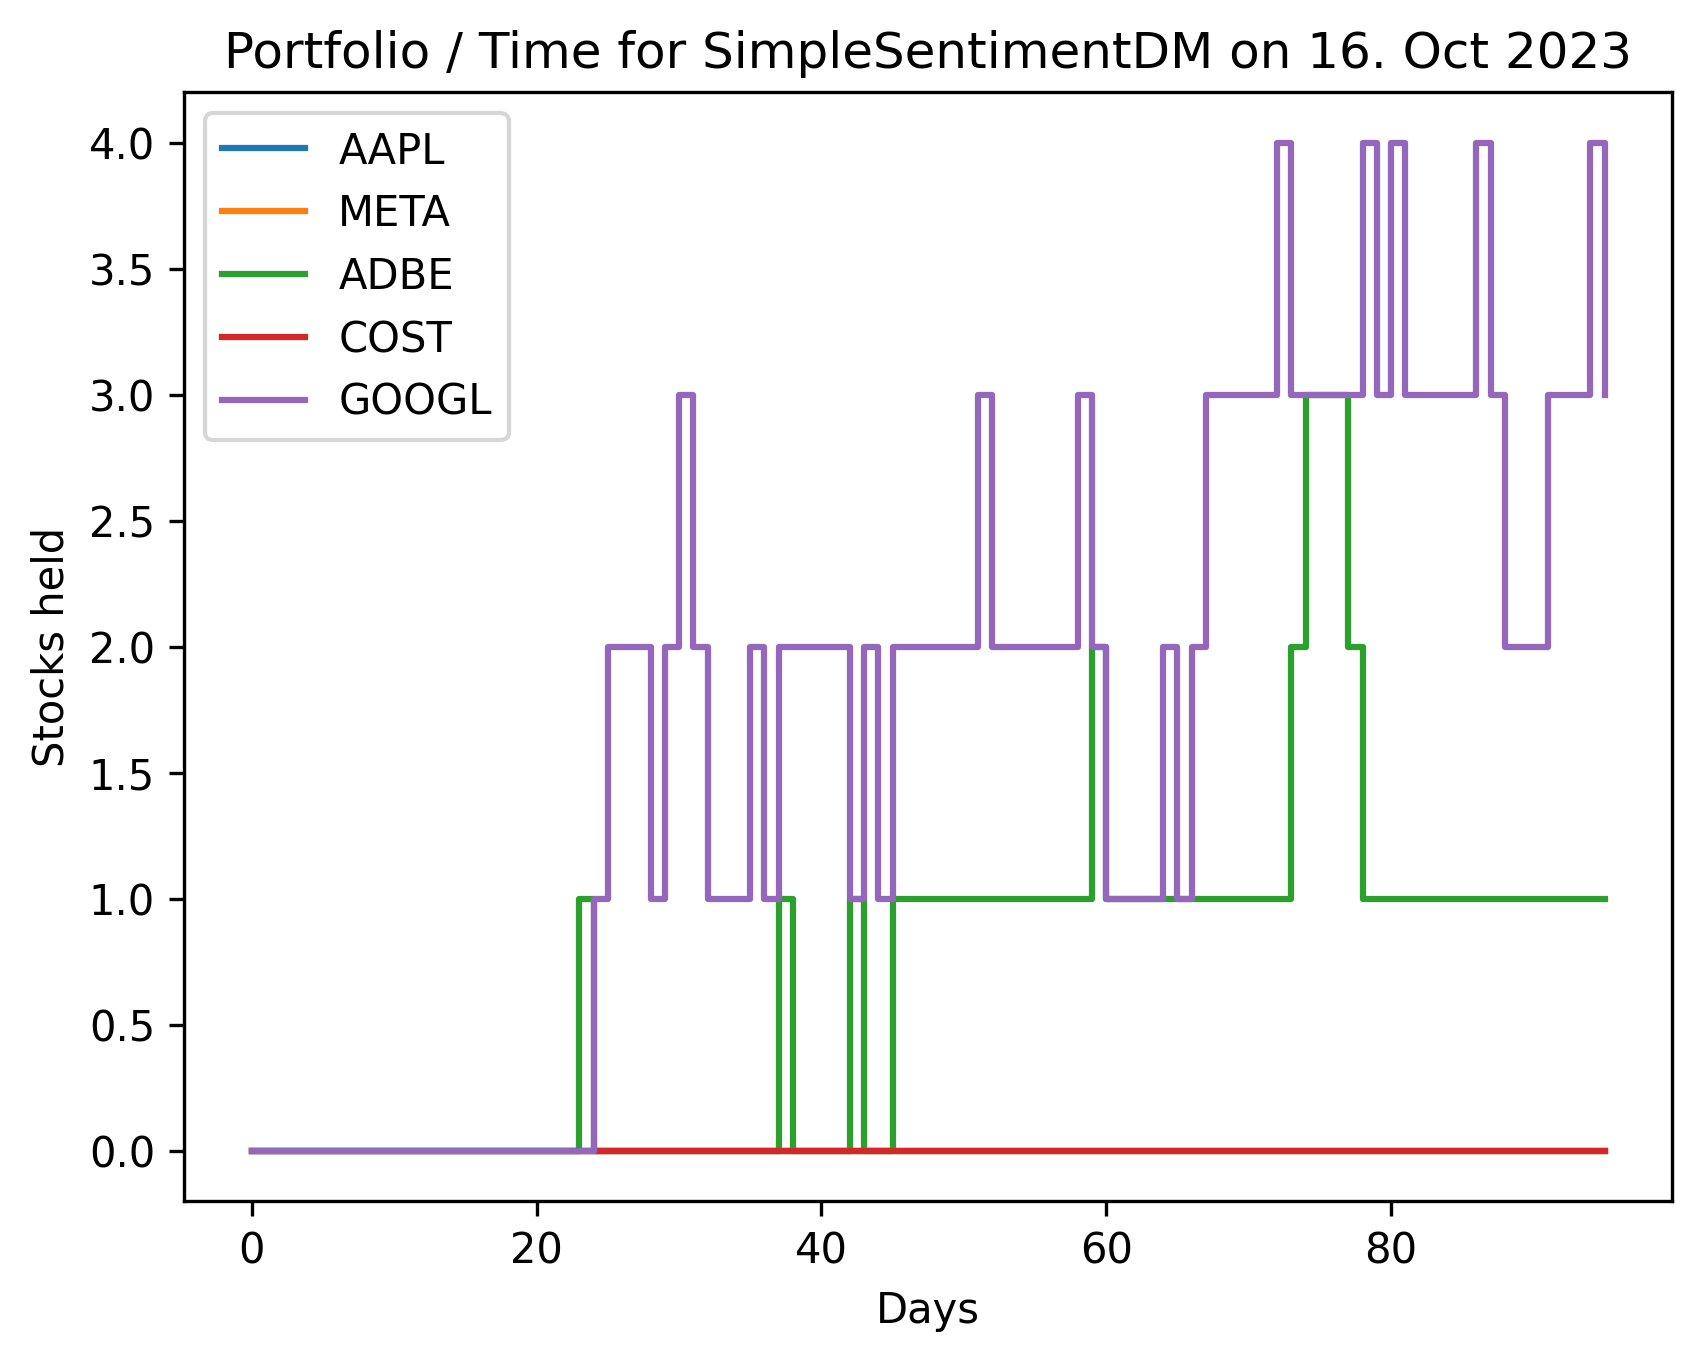 Portfolio / Time for SimpleSentimentDM on 16. Oct 2023
AAPL
META
ADBE
COST
GOOGL
Stocks held
4.0
3.5
3.0
2.5
2.0
1.5
1.0
0.5
0.0
0 20 40 60 80
Days